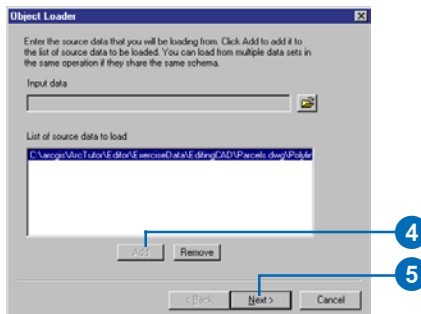 Object Loader
Enter the source data that you will be loading from. Click Add to add it to
the list of source data to be loaded. You can load from multiple data sets in
the same operation if they share the same schema.
Input data
List of source data to load
C:\arcgis\ArcTutor\Editor\ExerciseData\EditingCAD\Parcels.dwg\Polylin
Add Remove
4
5
< Back Next > Cancel